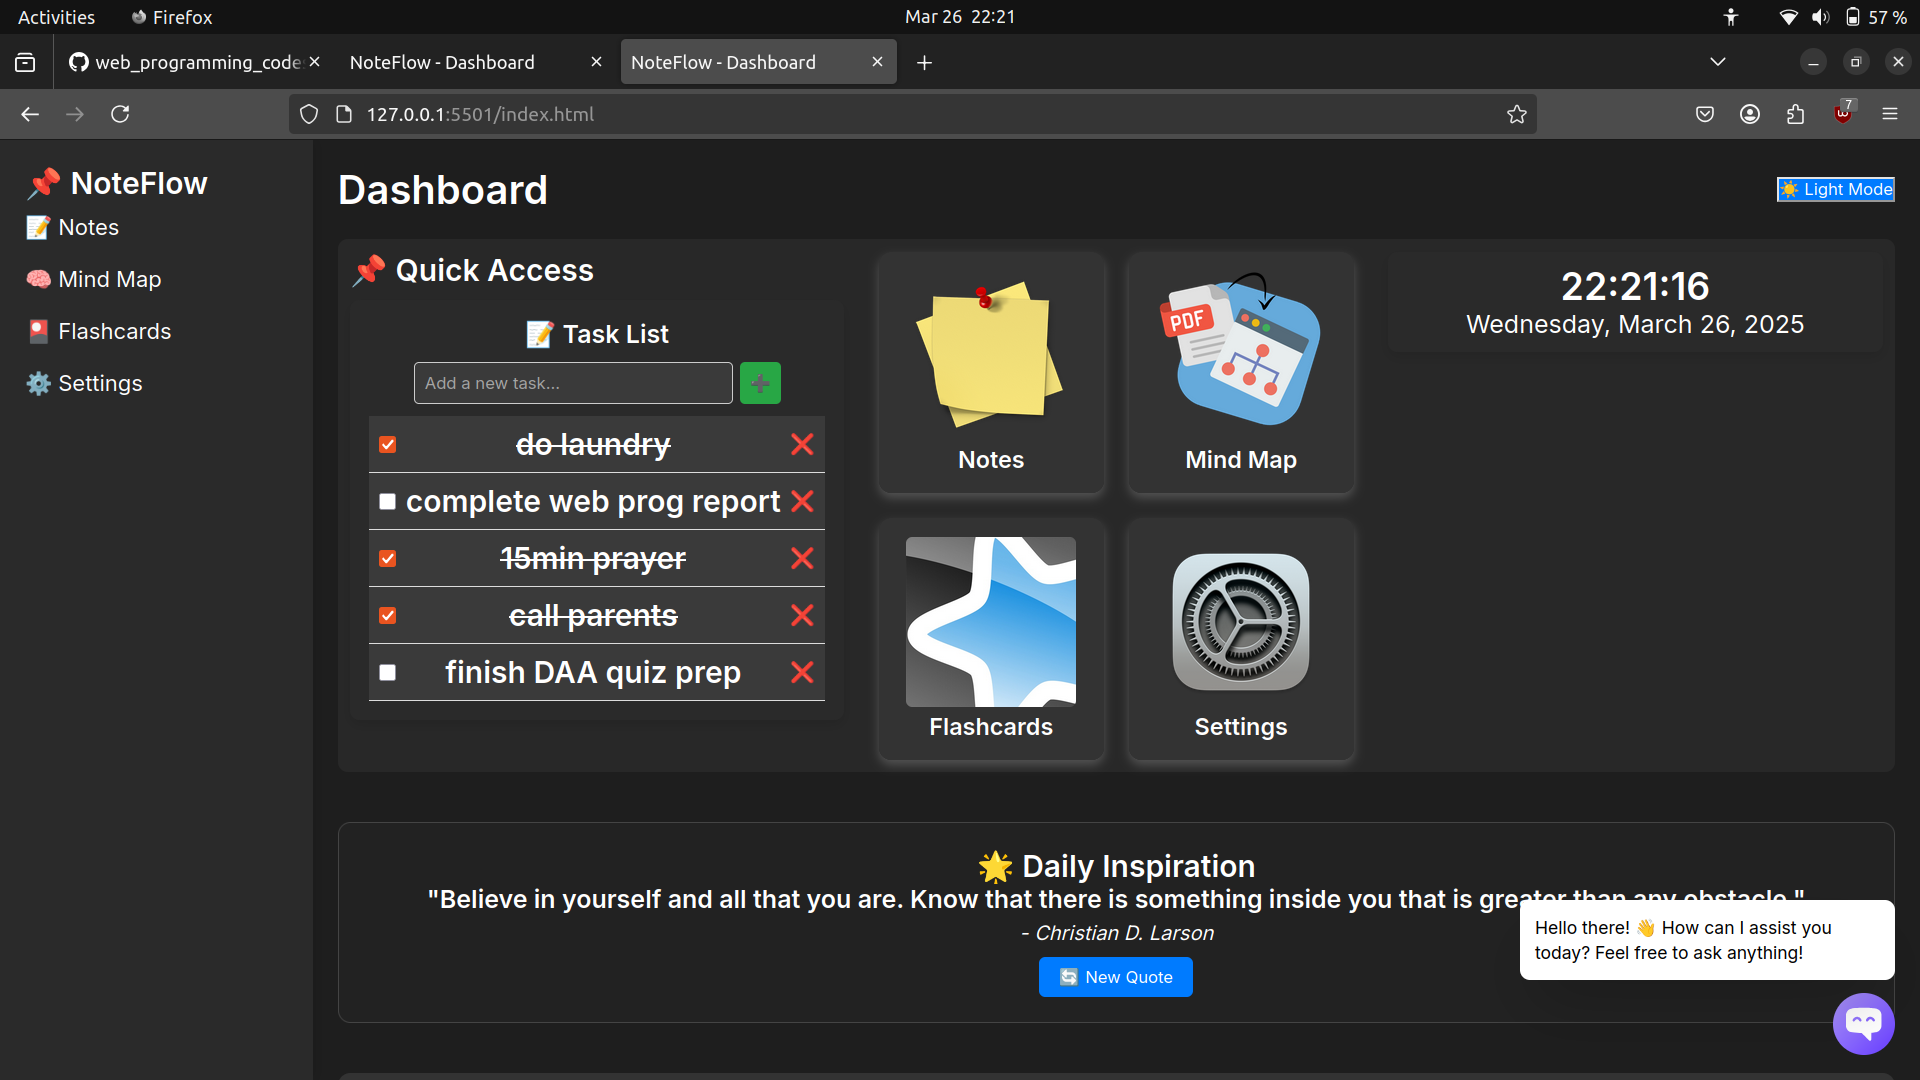 Activities
Firefox
Mar 26 22:21
57 %
web_programming_code
NoteFlow - Dashboard
NoteFlow - Dashboard
127.0.0.1:5501/index.html
7
📌 NoteFlow
📝 Notes
🧠 Mind Map
🎴 Flashcards
⚙️ Settings
Dashboard
☀️ Light Mode
📌 Quick Access
📝 Task List
Add a new task...
do laundry
complete web prog report
15min prayer
call parents
finish DAA quiz prep
Notes
PDF
Mind Map
Flashcards
Settings
22:21:16
Wednesday, March 26, 2025
🌟 Daily Inspiration
"Believe in yourself and all that you are. Know that there is something inside you that is greater than any obstacle."
- Christian D. Larson
🔄 New Quote
Hello there! 👋 How can I assist you
today? Feel free to ask anything!